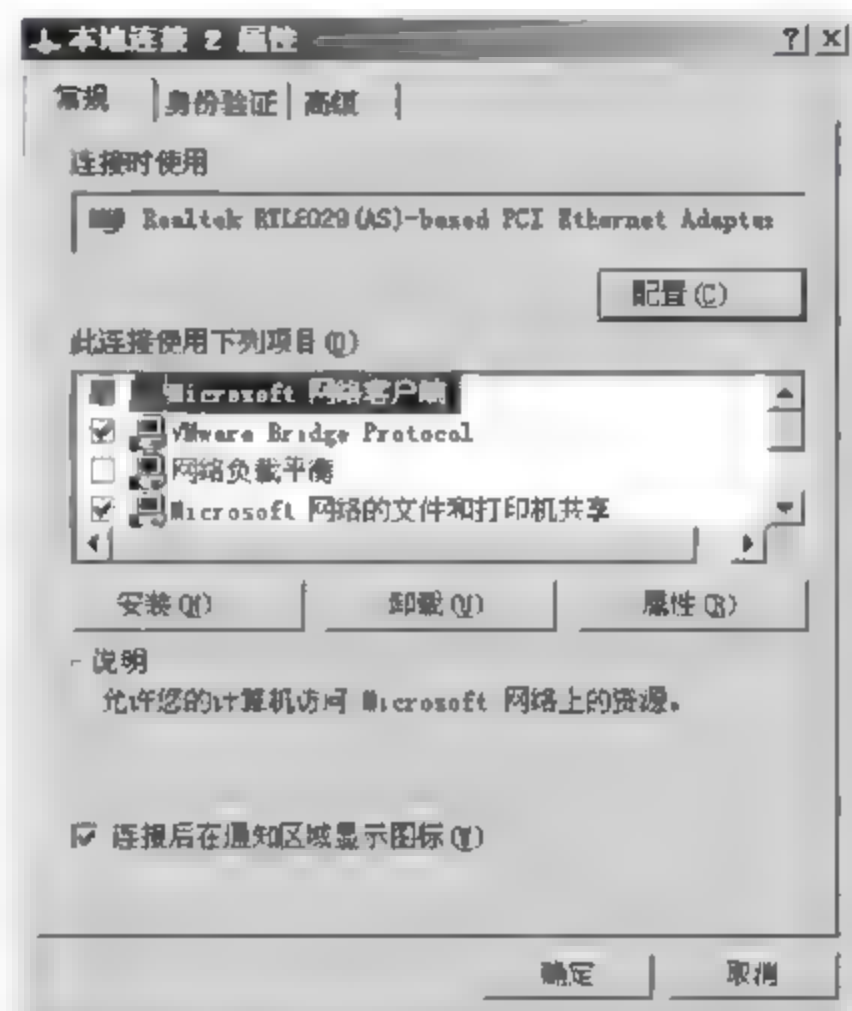 本地连接 2 属性
常规 身份验证 高级
连接时使用
Realtek RTL8029(AS)-based PCI Ethernet Adapter
配置(C)
此连接使用下列项目(O)
Microsoft 网络客户端
VMware Bridge Protocol
网络负载平衡
Microsoft 网络的文件和打印机共享
安装(N) 卸载(U) 属性(R)
说明
允许您的计算机访问 Microsoft 网络上的资源。
连接后在通知区域显示图标(W)
确定 取消